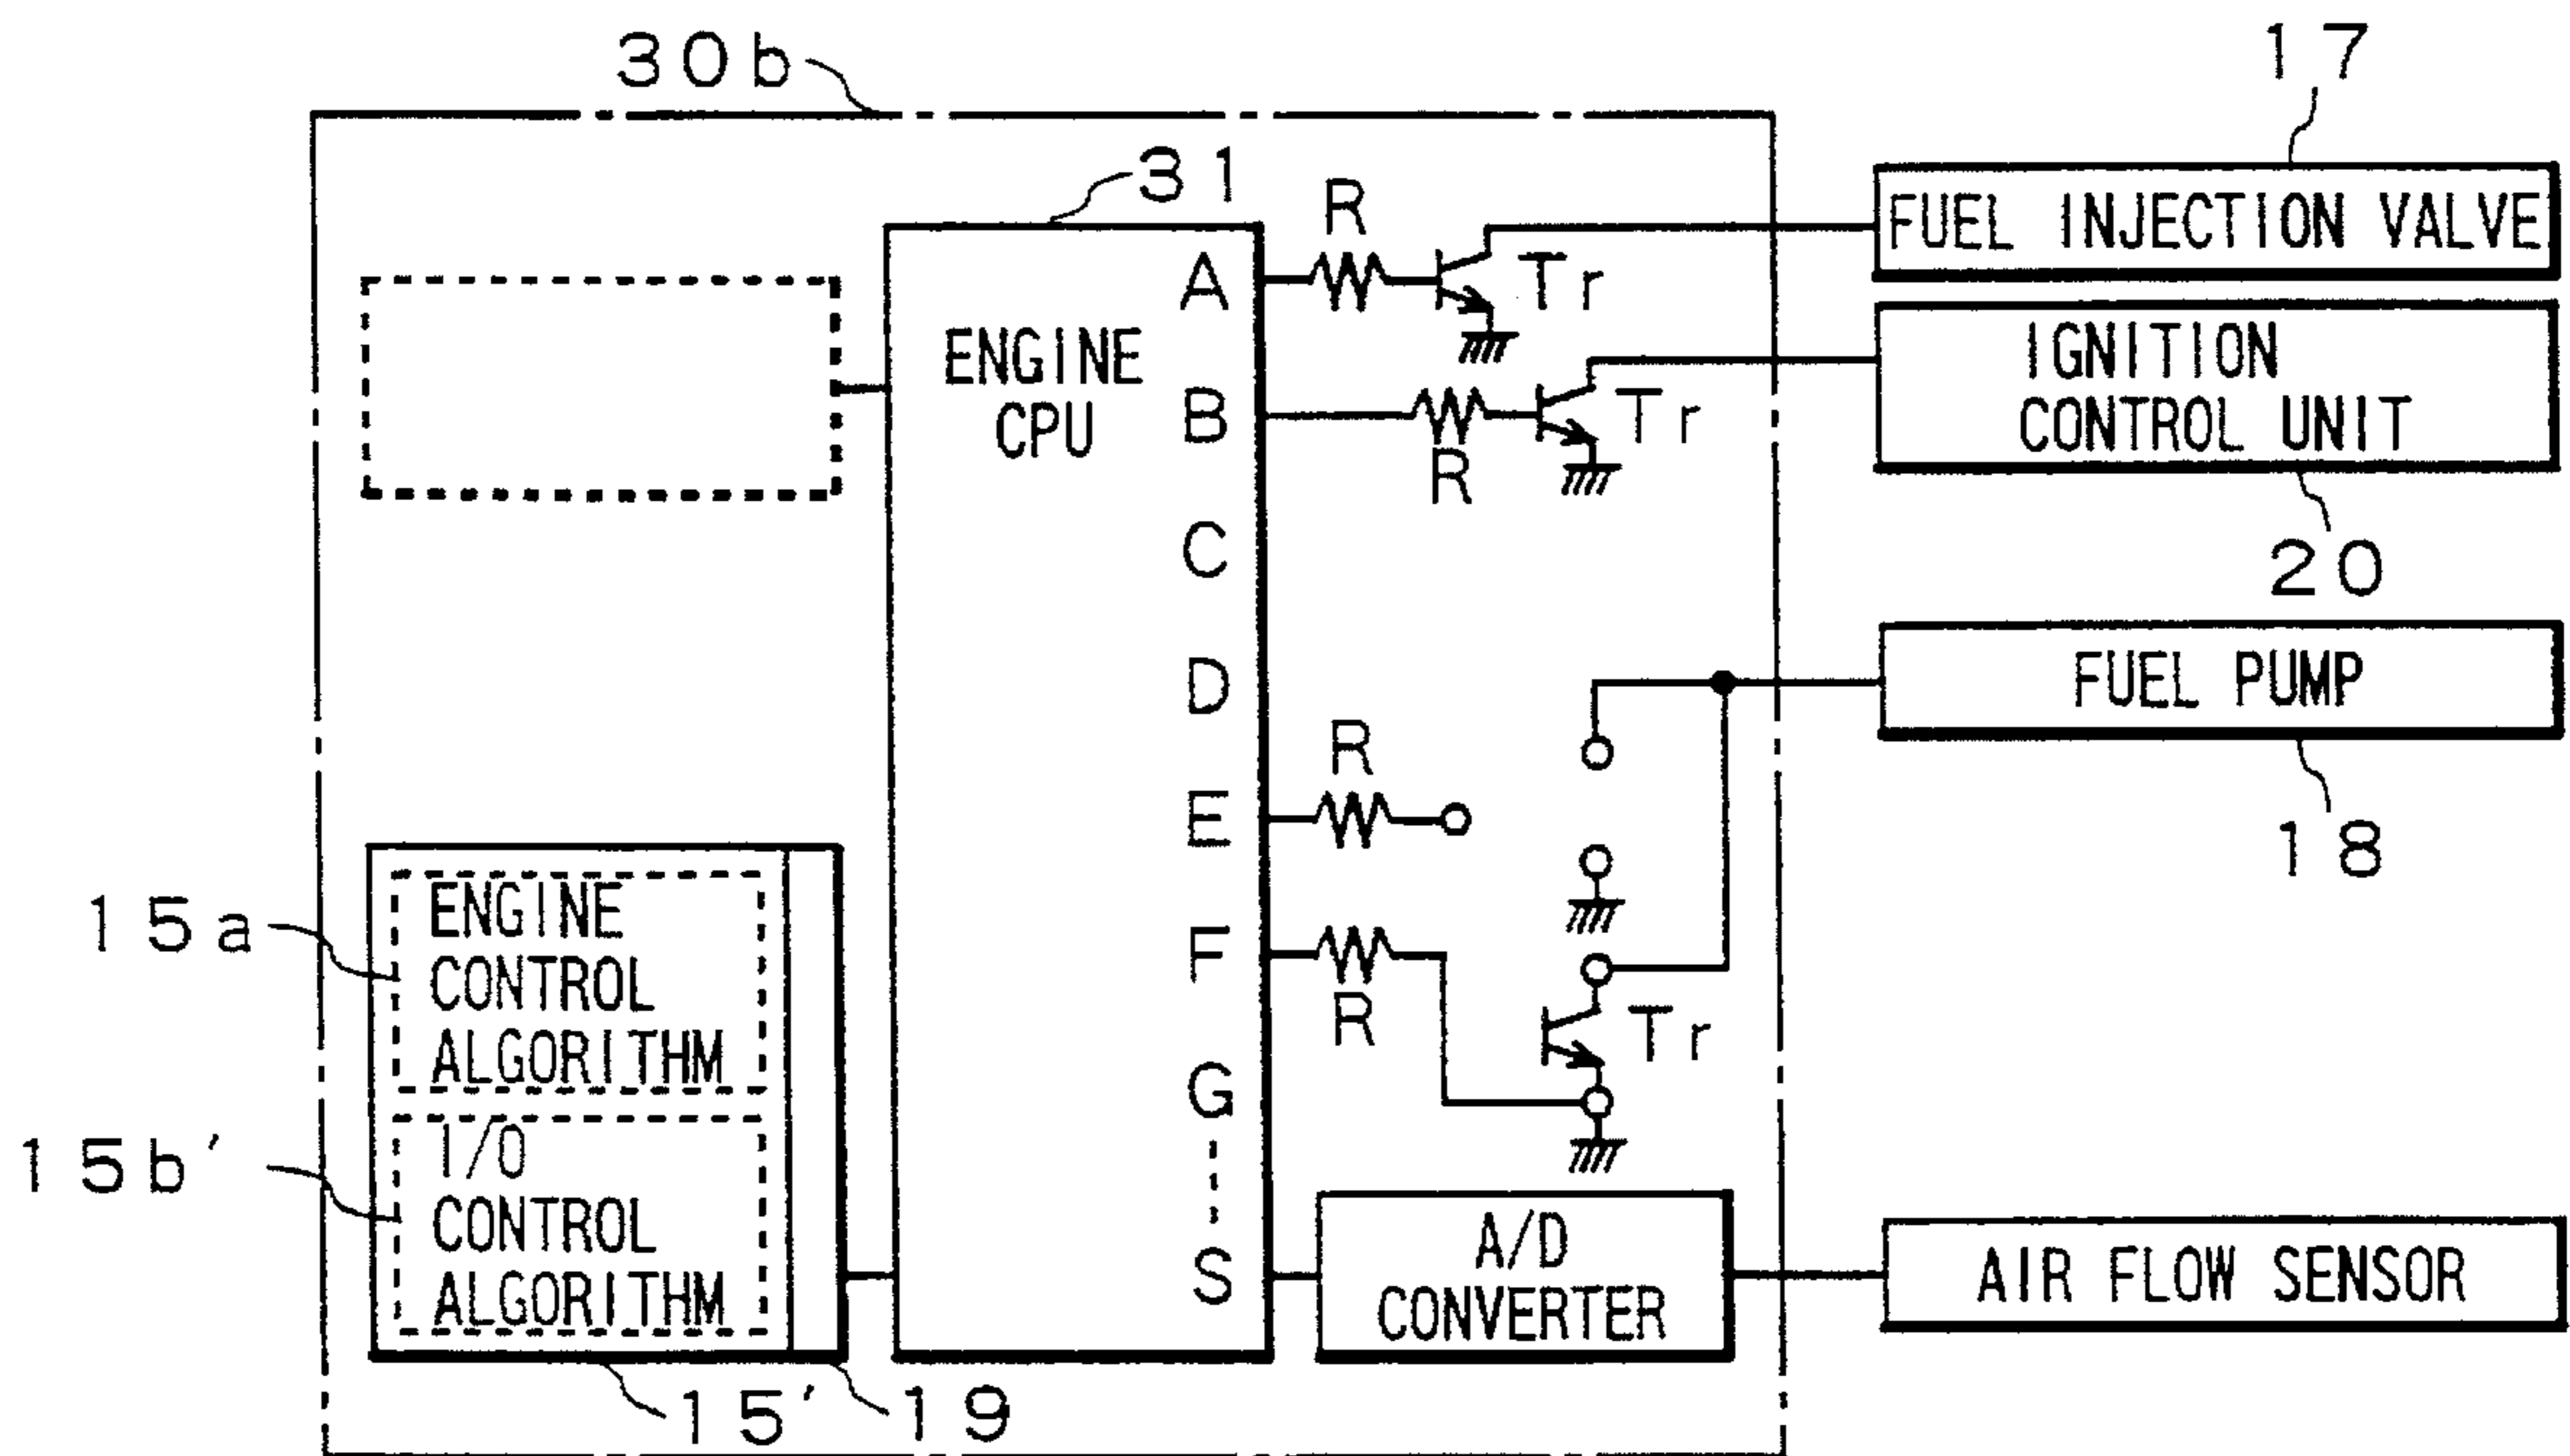 30b
17
31
R
FUEL INJECTION VALVE
A
Tr
ENGINE
CPU
IGNITION
CONTROL UNIT
B
Tr
R
C
20
D
FUEL PUMP
R
E
18
15a
ENGINE
CONTROL
ALGORITHM
F
R
Tr
G
15b'
I/O
CONTROL
ALGORITHM
S
A/D
CONVERTER
AIR FLOW SENSOR
15'
19